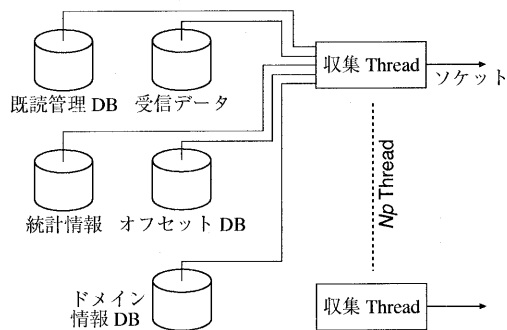 収集 Thread
ソケット
既読管理 DB
受信データ
Np Thread
統計情報
オフセット DB
ドメイン
情報 DB
収集 Thread